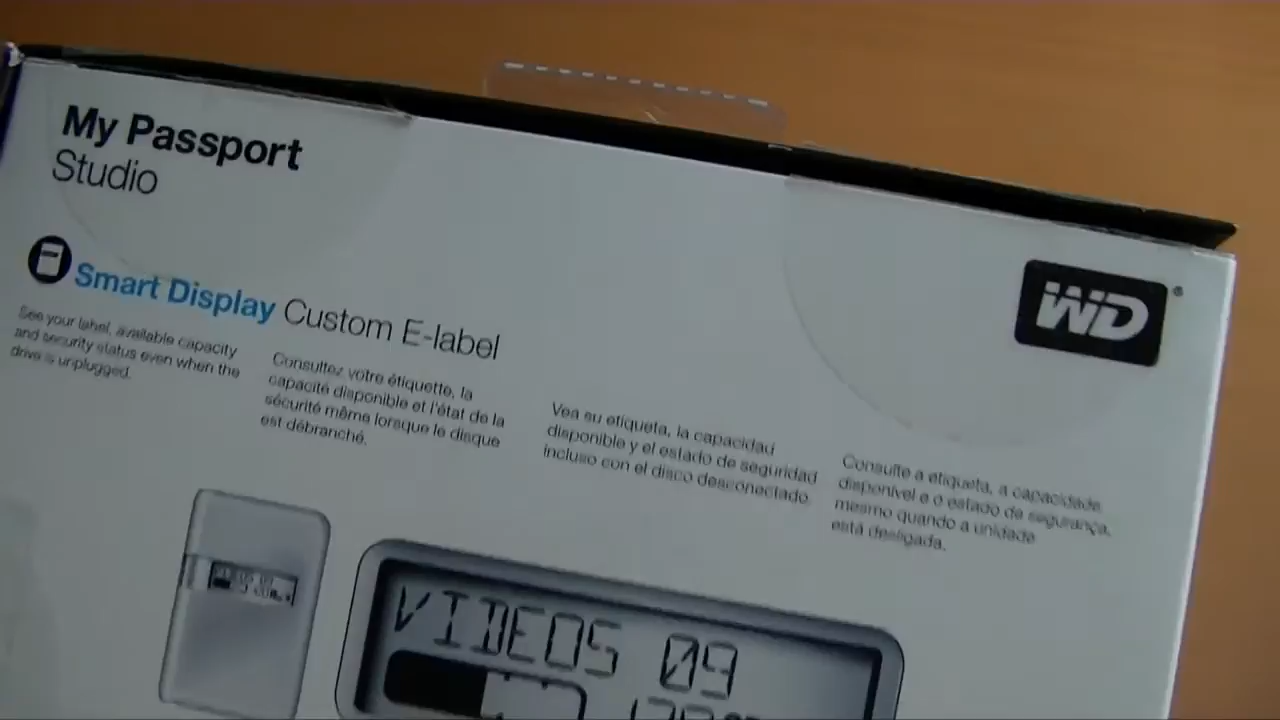 My Passport
Studio
WD®
Smart Display Custom E-label
See your label, available capacity
and security status even when the
drive is unplugged.
Consultez votre étiquette, la
capacité disponible et l'état de la
sécurité même lorsque le disque
est débranché.
Vea su etiqueta, la capacidad
disponible y el estado de seguridad
incluso con el disco desconectado.
Consulte a etiqueta, a capacidade
disponível e o estado de segurança,
mesmo quando a unidade
está desligada.
VIDEOS 09